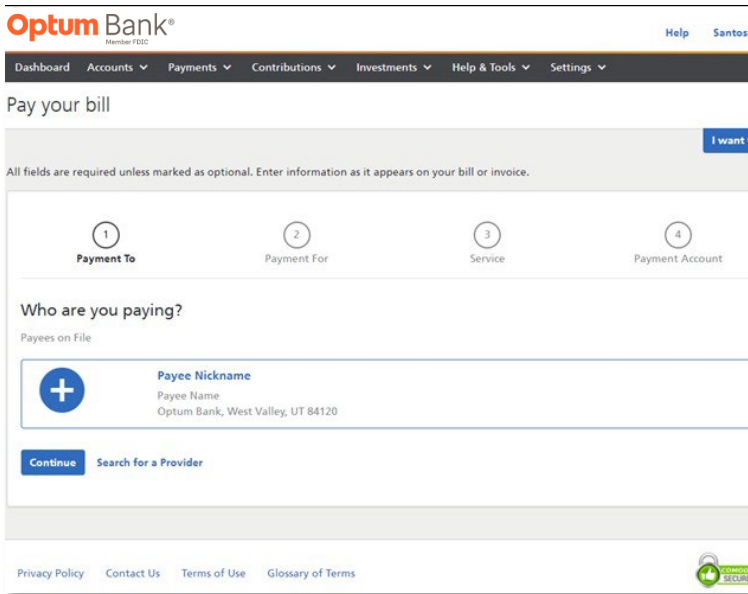 Optum Bank®
Member FDIC
Help Santos
Dashboard Accounts Payments Contributions Investments Help & Tools Settings
Pay your bill
I want
All fields are required unless marked as optional. Enter information as it appears on your bill or invoice.
1 2 3 4
Payment To Payment For Service Payment Account
Who are you paying?
Payees on File
Payee Nickname
Payee Name
Optum Bank, West Valley, UT 84120
Continue Search for a Provider
Privacy Policy Contact Us Terms of Use Glossary of Terms